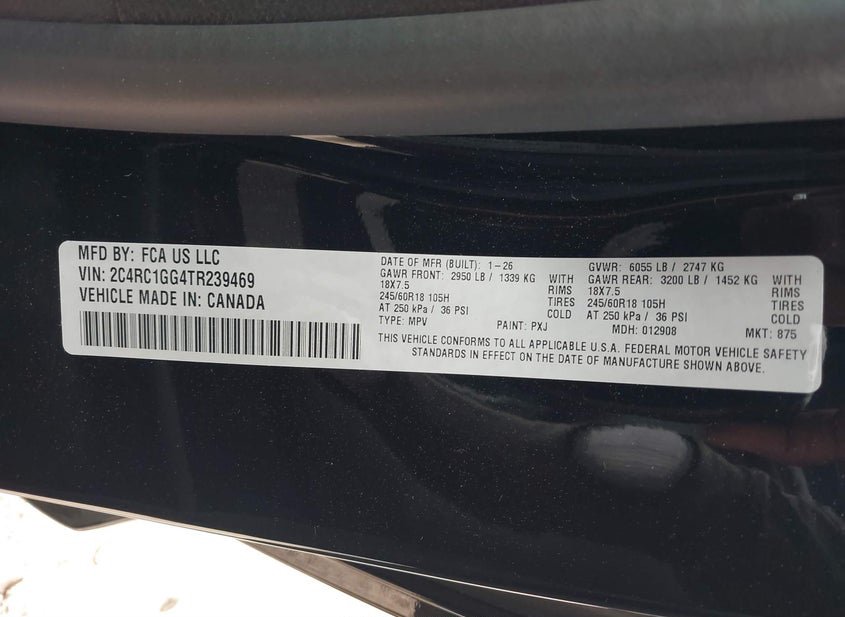 MFD BY: FCA US LLC
VIN: 2C4RC1GG4TR239469
VEHICLE MADE IN: CANADA
DATE OF MFR (BUILT): 1-26
GAWR FRONT: 2950 LB / 1339 KG WITH
18X7.5 RIMS
245/60R18 105H TIRES
AT 250 kPa / 36 PSI COLD
TYPE: MPV PAINT: PXJ
GVWR: 6055 LB / 2747 KG
GAWR REAR: 3200 LB / 1452 KG WITH
18X7.5 RIMS
245/60R18 105H TIRES
AT 250 kPa / 36 PSI COLD
MDH: 012908 MKT: 875
THIS VEHICLE CONFORMS TO ALL APPLICABLE U.S.A. FEDERAL MOTOR VEHICLE SAFETY
STANDARDS IN EFFECT ON THE DATE OF MANUFACTURE SHOWN ABOVE.